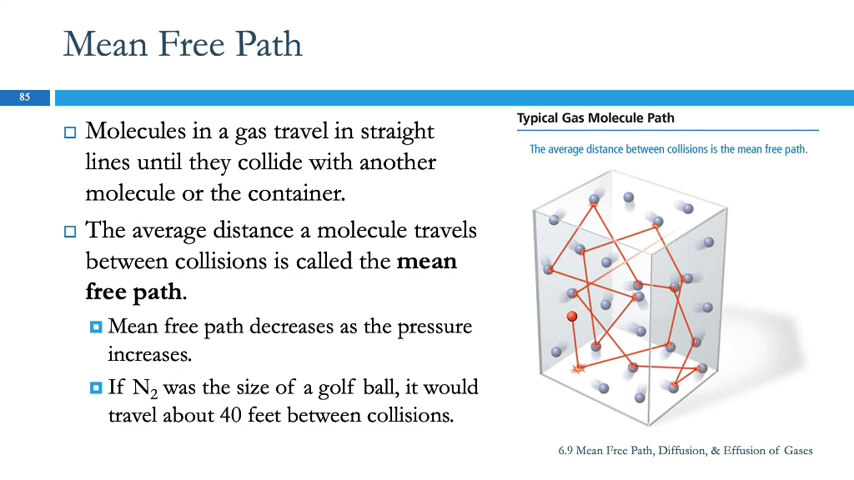 Mean Free Path
85
Molecules in a gas travel in straight
lines until they collide with another
molecule or the container.
The average distance a molecule travels
between collisions is called the mean
free path.
Mean free path decreases as the pressure
increases.
If N₂ was the size of a golf ball, it would
travel about 40 feet between collisions.
Typical Gas Molecule Path
The average distance between collisions is the mean free path.
6.9 Mean Free Path, Diffusion, & Effusion of Gases